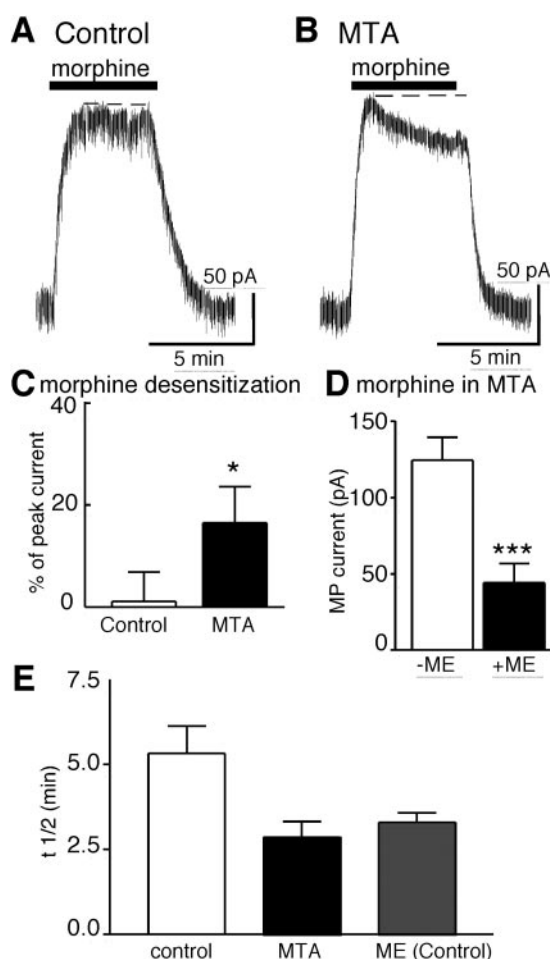 A Control
morphine
50 pA
5 min
B MTA
morphine
50 pA
5 min
C morphine desensitization
% of peak current
40
20
0
*
Control MTA
D morphine in MTA
MP current (pA)
150
100
50
0
***
-ME +ME
E
t 1/2 (min)
7.5
5.0
2.5
0.0
control MTA ME (Control)